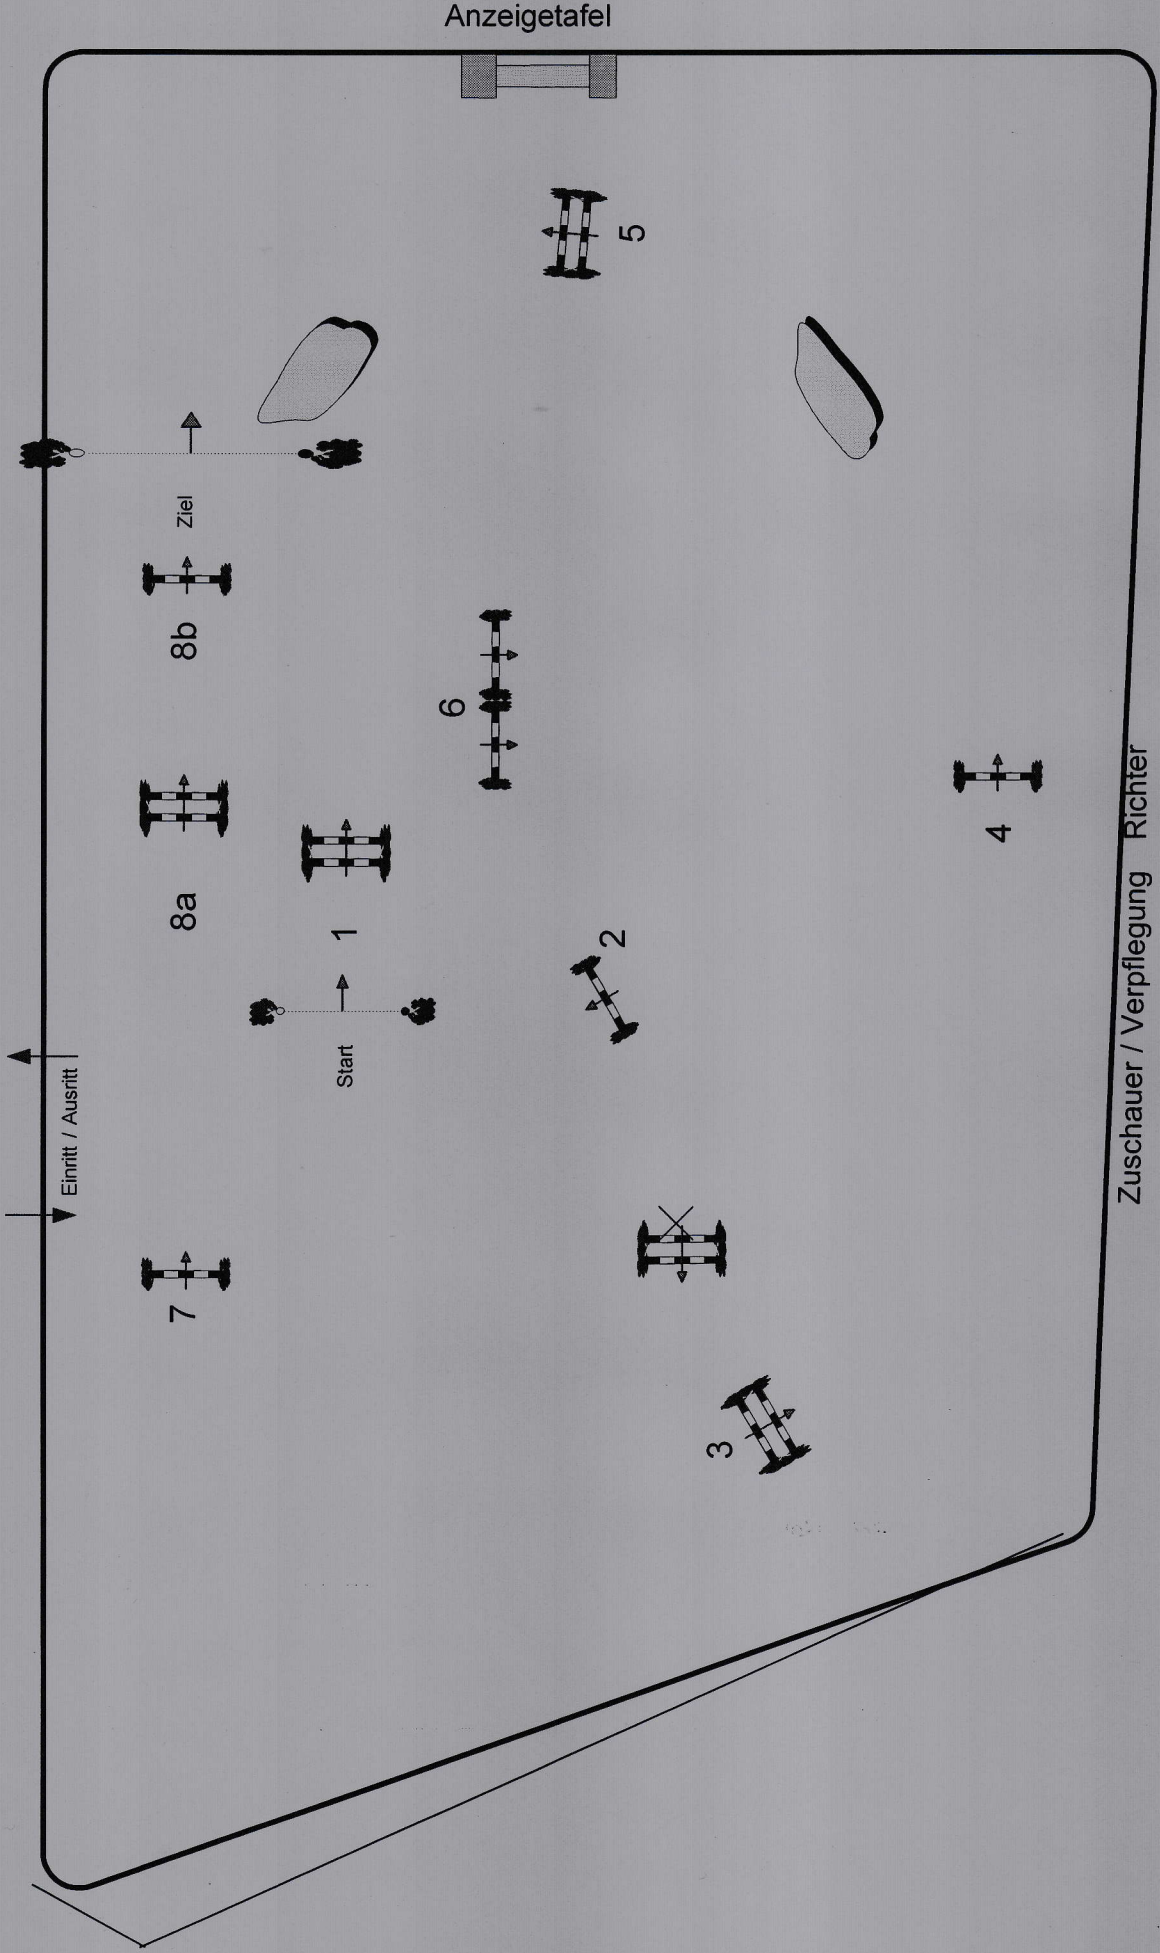 Anzeigetafel
5
Ziel
8b
6
8a
1
4
2
Start
Einritt / Ausritt
Zuschauer / Verpflegung Richter
7
3